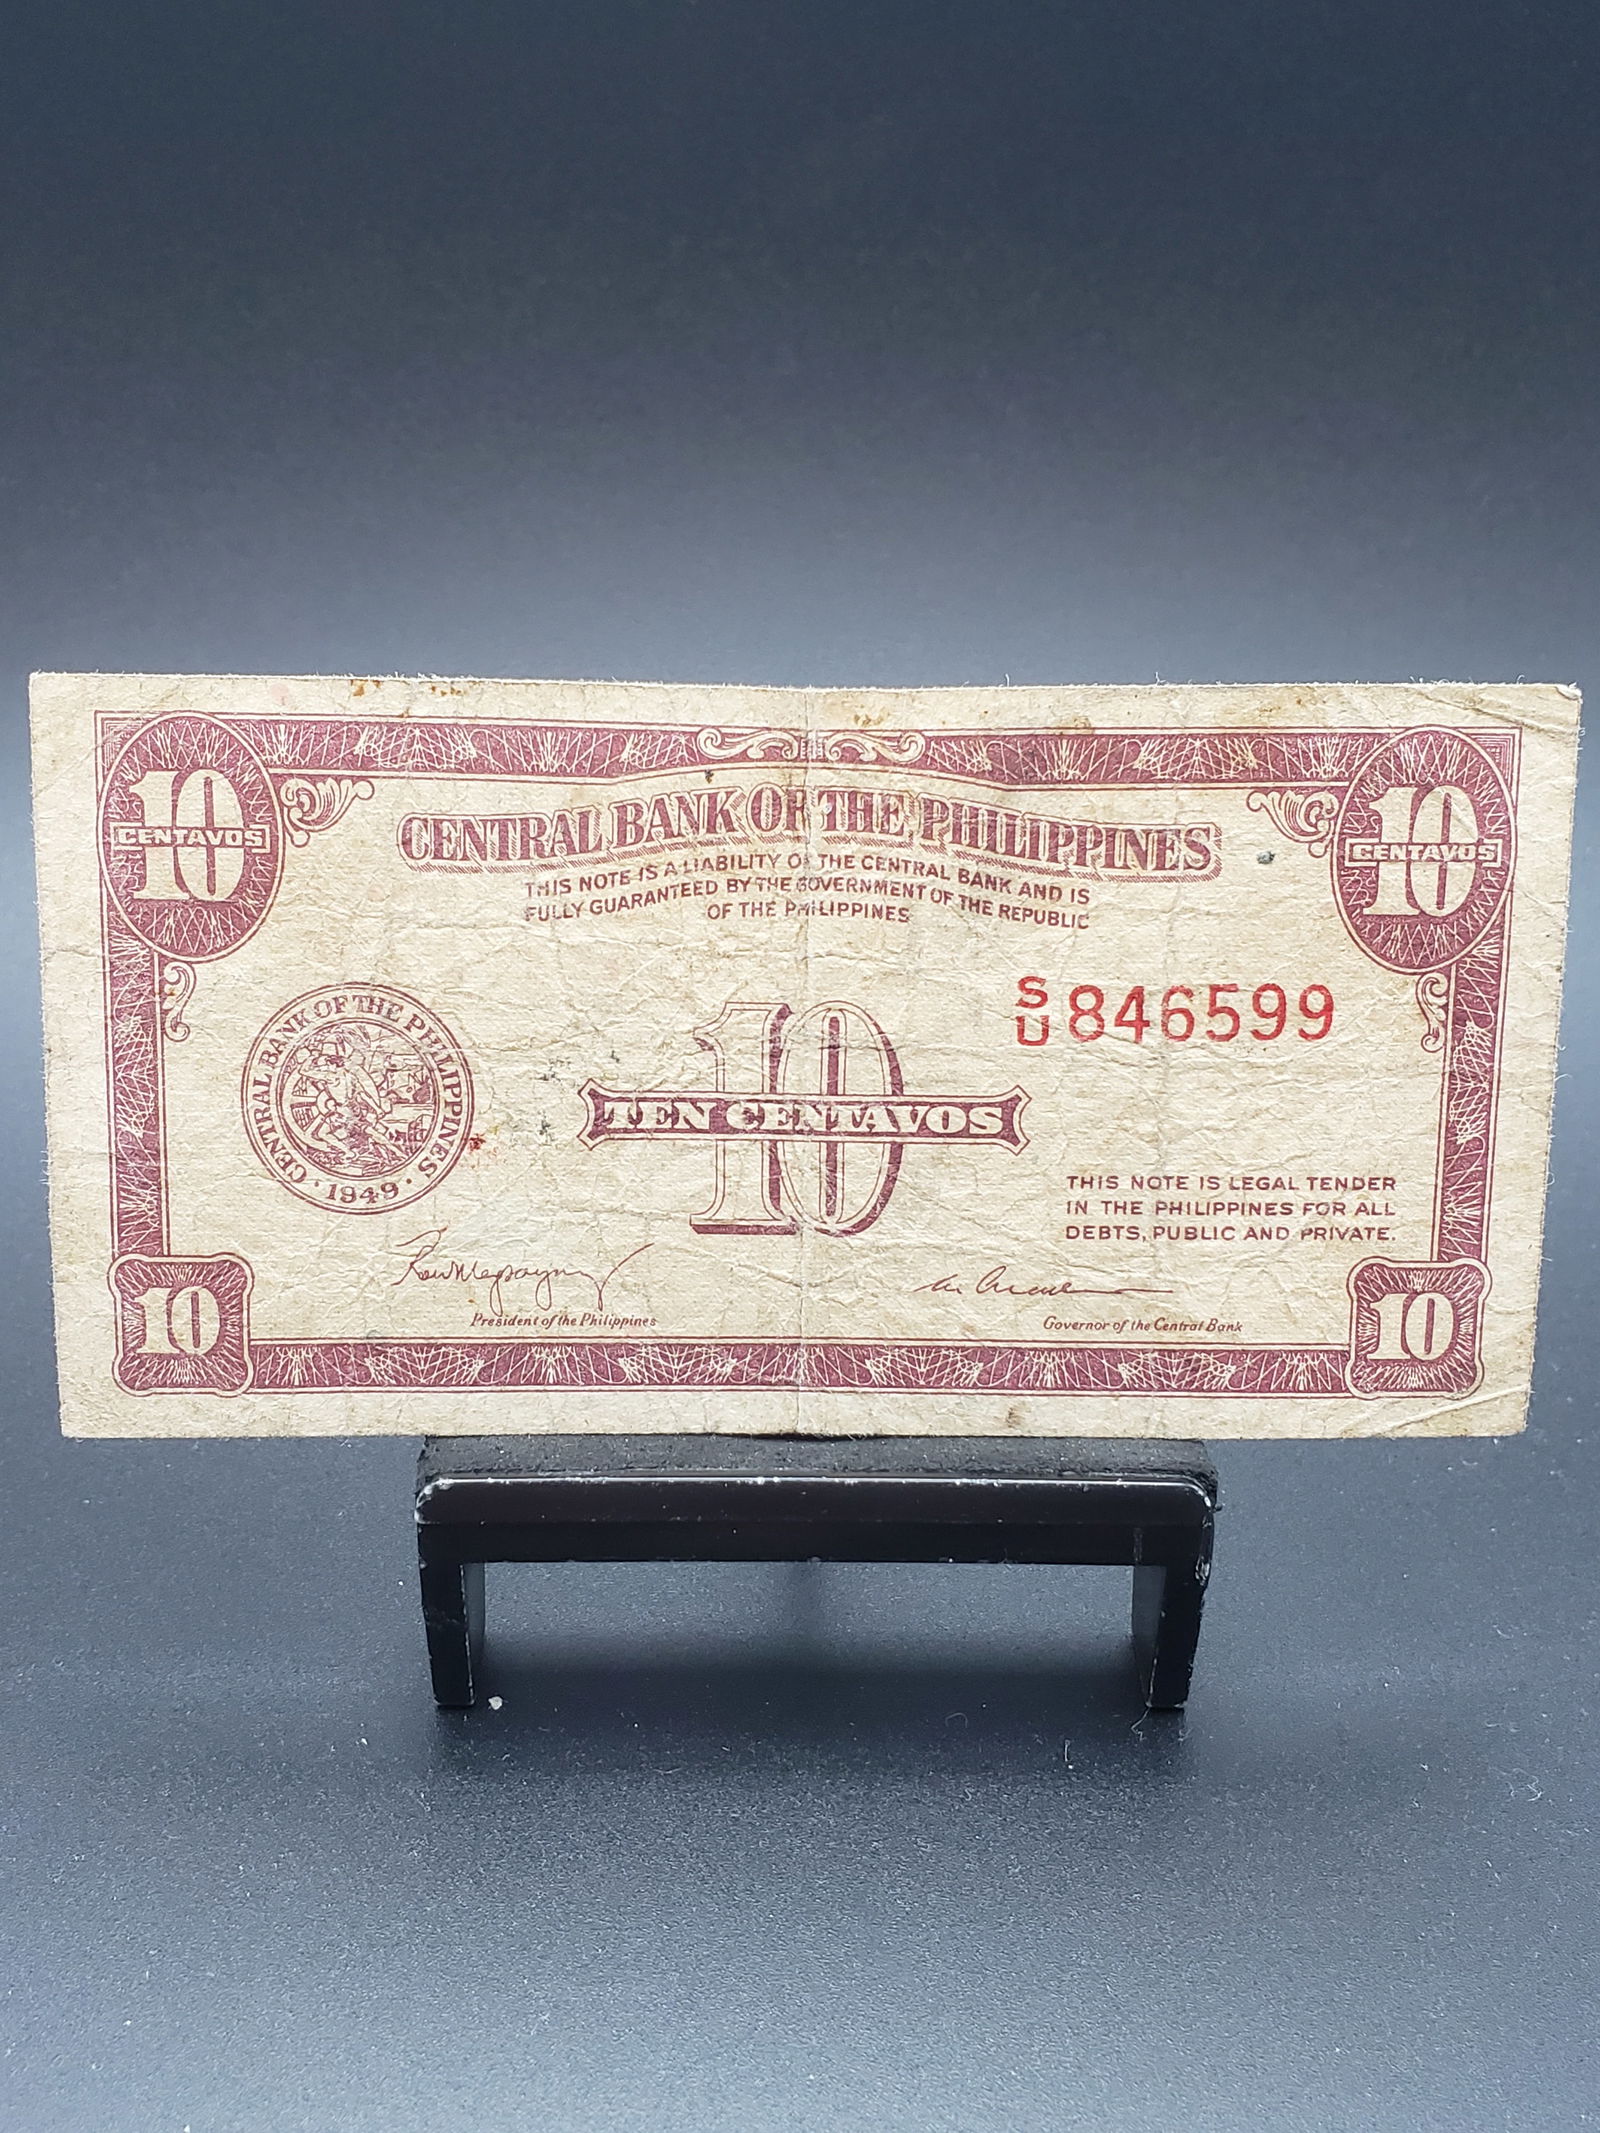 10
CENTAVOS
10
CENTAVOS
CENTRAL BANK OF THE PHILIPPINES
THIS NOTE IS A LIABILITY OF THE CENTRAL BANK AND IS
FULLY GUARANTEED BY THE GOVERNMENT OF THE REPUBLIC
OF THE PHILIPPINES
S
U 846599
CENTRAL BANK OF THE PHILIPPINES
· 1949 ·
10
TEN CENTAVOS
THIS NOTE IS LEGAL TENDER
IN THE PHILIPPINES FOR ALL
DEBTS, PUBLIC AND PRIVATE.
President of the Philippines
Governor of the Central Bank
10
10